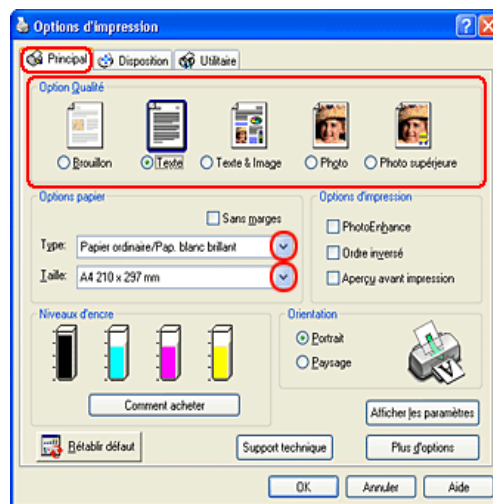 Options d'impression
Principal Disposition Utilitaire
Option Qualité
Brouillon Texte Texte & Image Photo Photo supérieure
Options papier
Sans marges
Type: Papier ordinaire/Pap. blanc brillant
Taille: A4 210 x 297 mm
Options d'impression
PhotoEnhance
Ordre inversé
Aperçu avant impression
Niveaux d'encre
Comment acheter
Orientation
Portrait
Paysage
A
Afficher les paramètres
Rétablir défaut Support technique Plus d'options
OK Annuler Aide